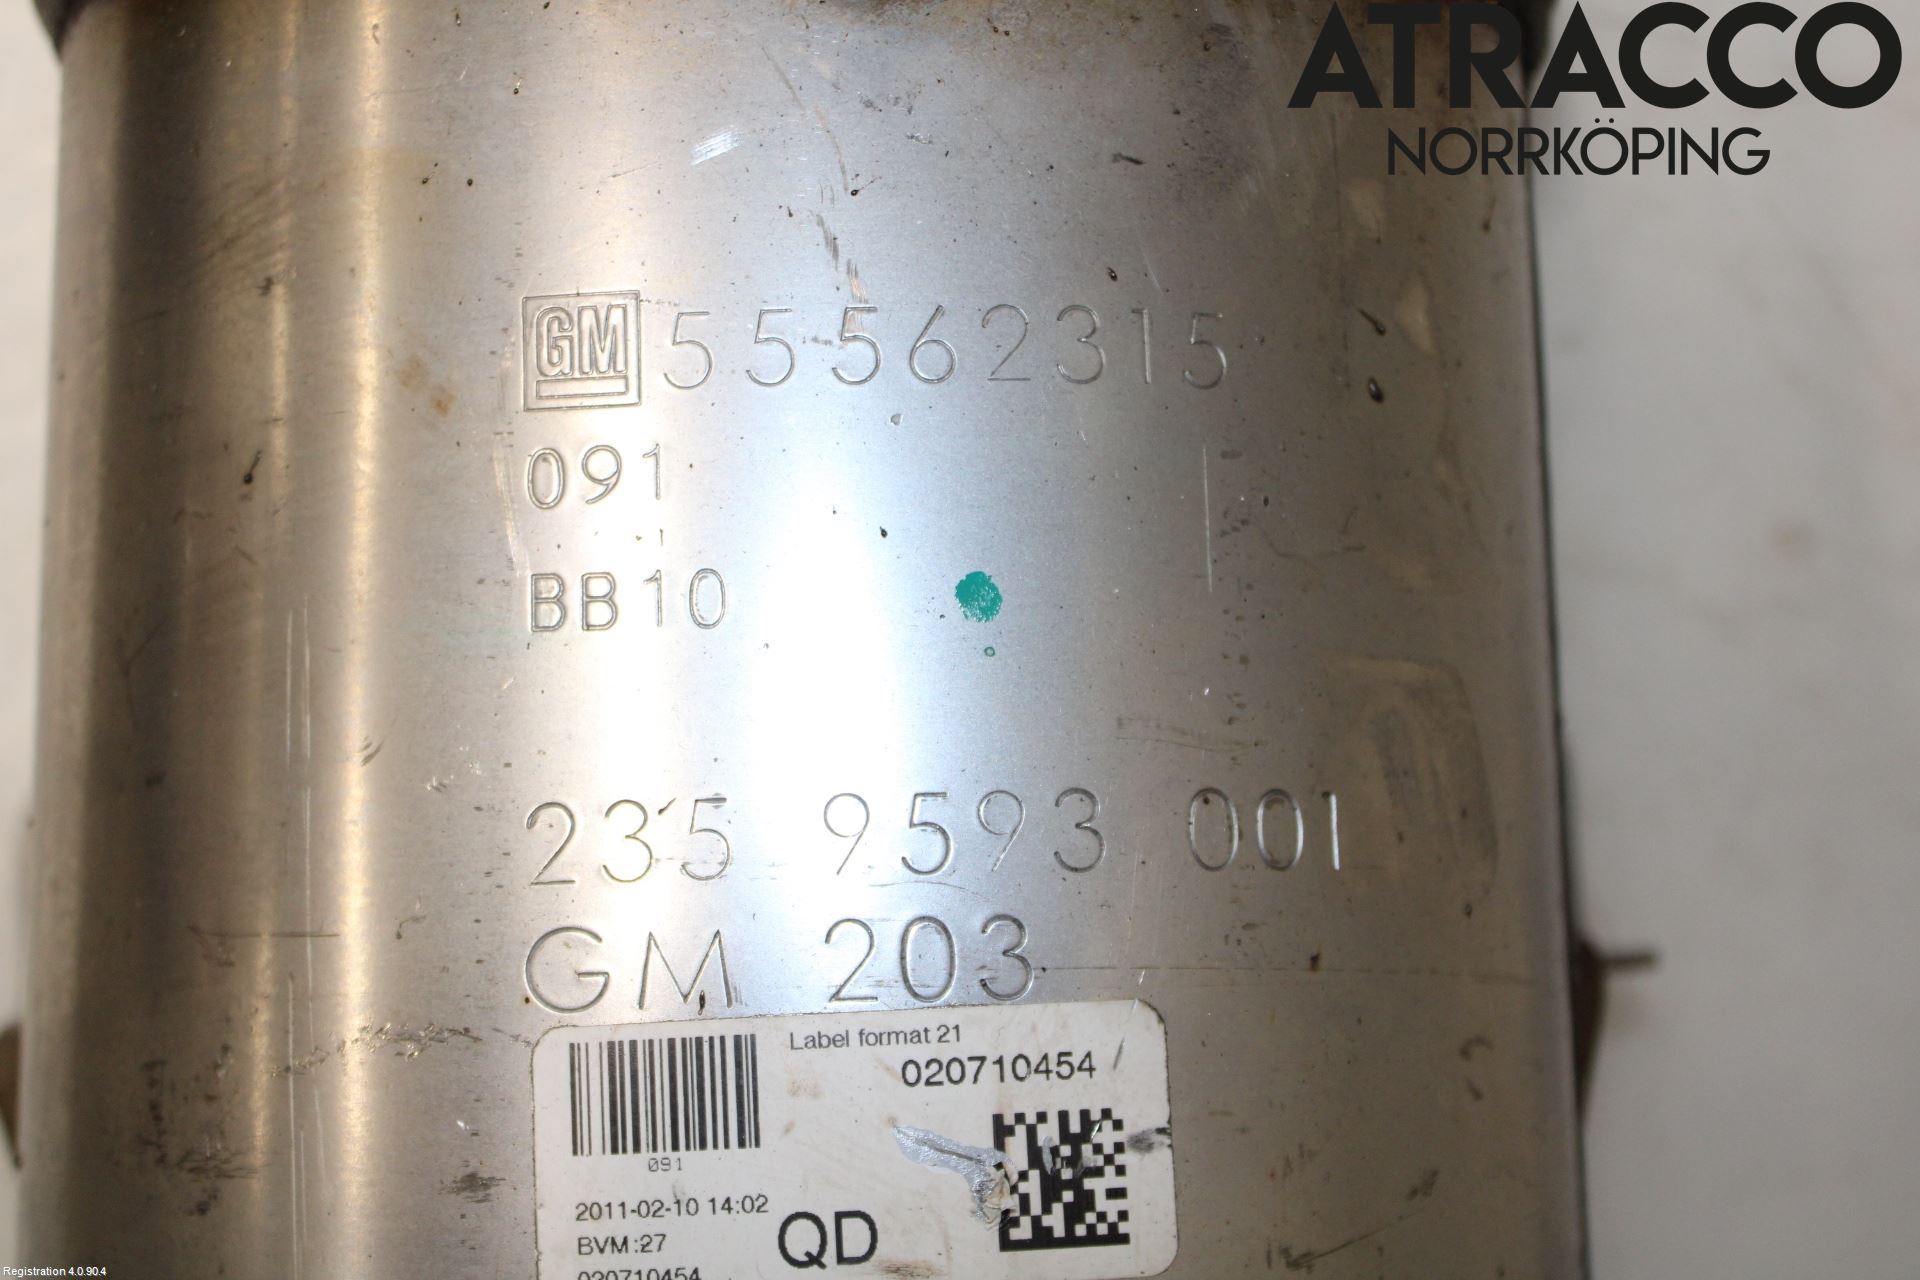 ATRACCO
NORRKÖPING
GM 55562315
091
BB10
235 9593 001
GM 203
Label format 21
020710454
091
2011-02-10 14:02
BVM:27
QD
020710454
Registration 4.0.90.4